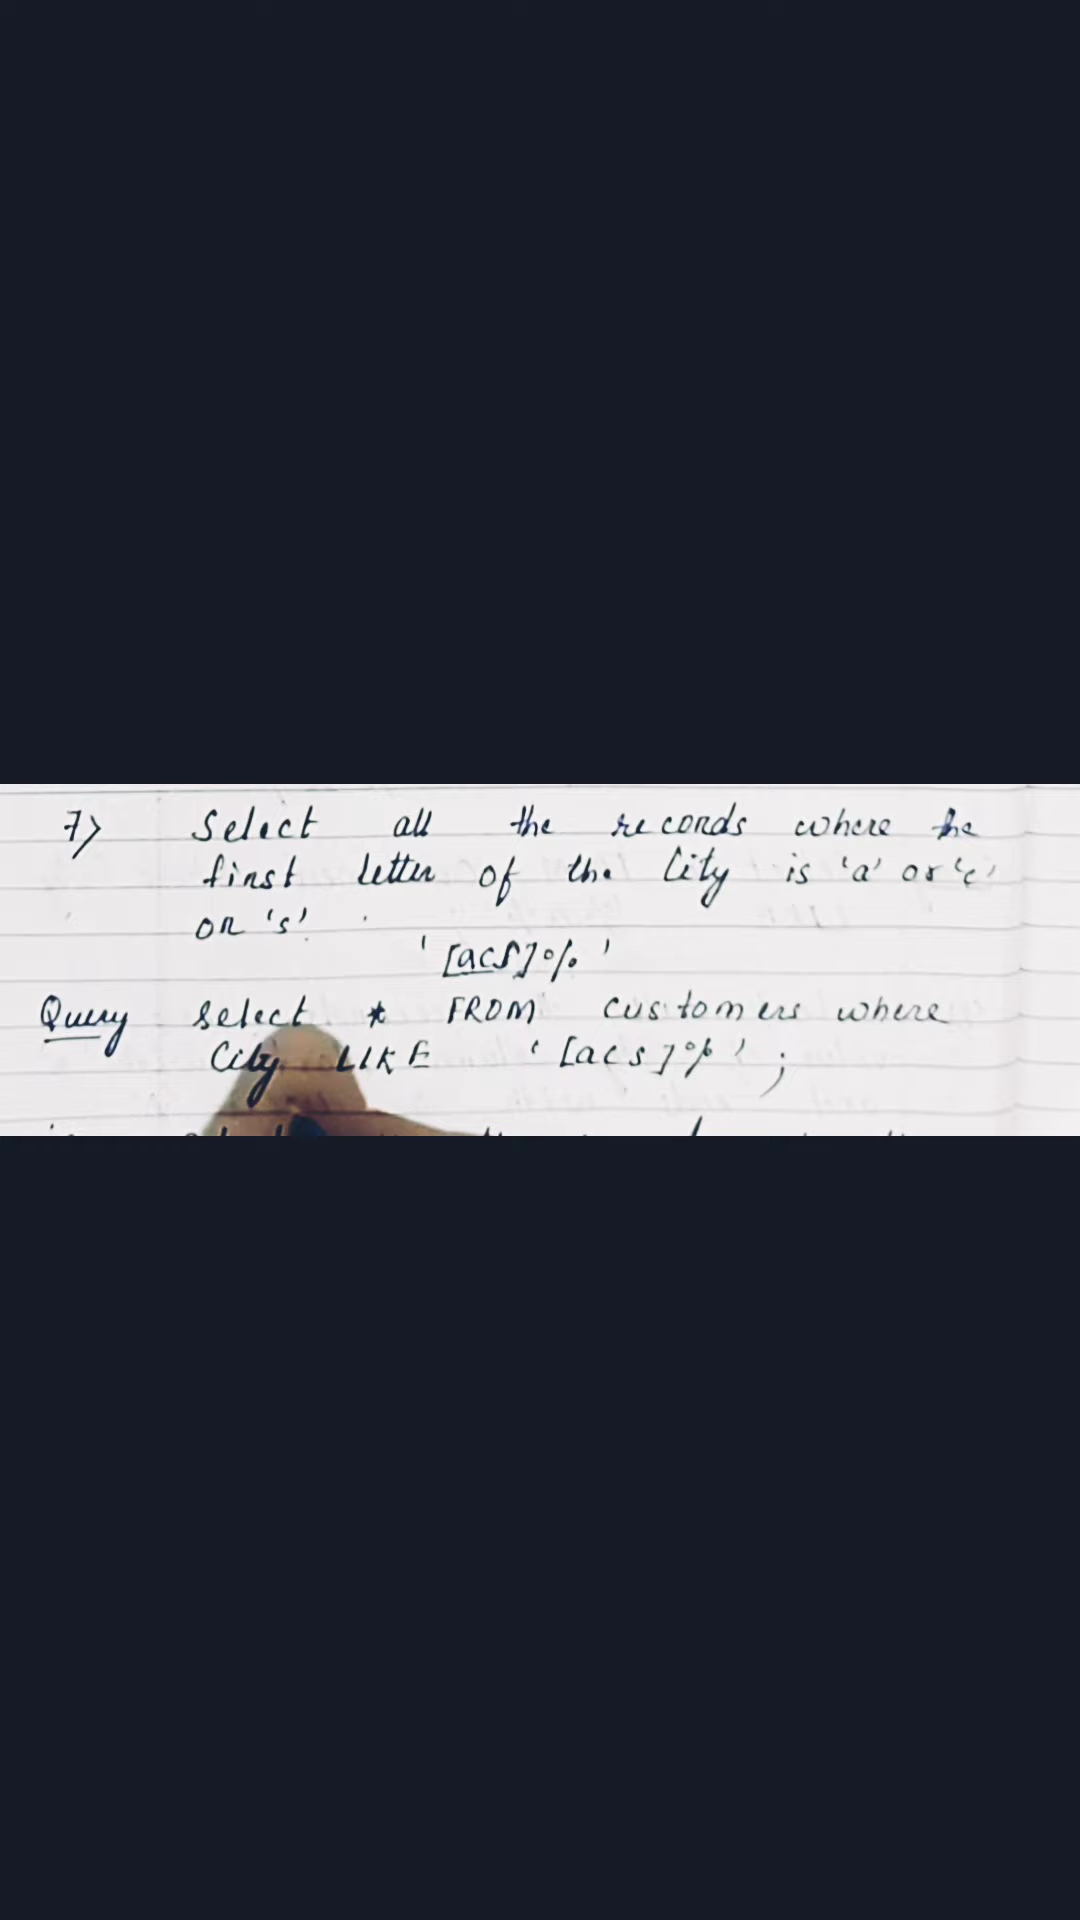 7) Select all the records where the
first letter of the City is 'a' or 'c'
or 's'.
'[acs]%'
Query select * FROM customers where
City LIKE '[acs]%';